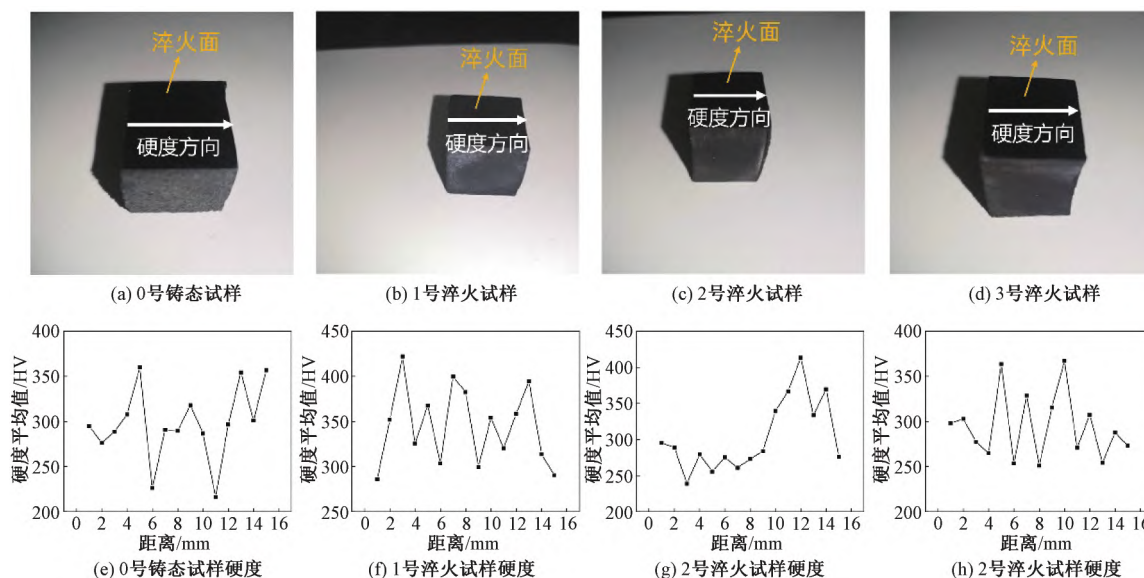 淬火面
硬度方向
淬火面
硬度方向
淬火面
硬度方向
淬火面
硬度方向
(a) 0号铸态试样
(b) 1号淬火试样
(c) 2号淬火试样
(d) 3号淬火试样
硬度平均值/HV
400
350
300
250
200
0 2 4 6 8 10 12 14 16
距离/mm
(e) 0号铸态试样硬度
硬度平均值/HV
450
400
350
300
250
0 2 4 6 8 10 12 14 16
距离/mm
(f) 1号淬火试样硬度
硬度平均值/HV
450
400
350
300
250
200
0 2 4 6 8 10 12 14 16
距离/mm
(g) 2号淬火试样硬度
硬度平均值/HV
400
350
300
250
200
0 2 4 6 8 10 12 14 16
距离/mm
(h) 2号淬火试样硬度